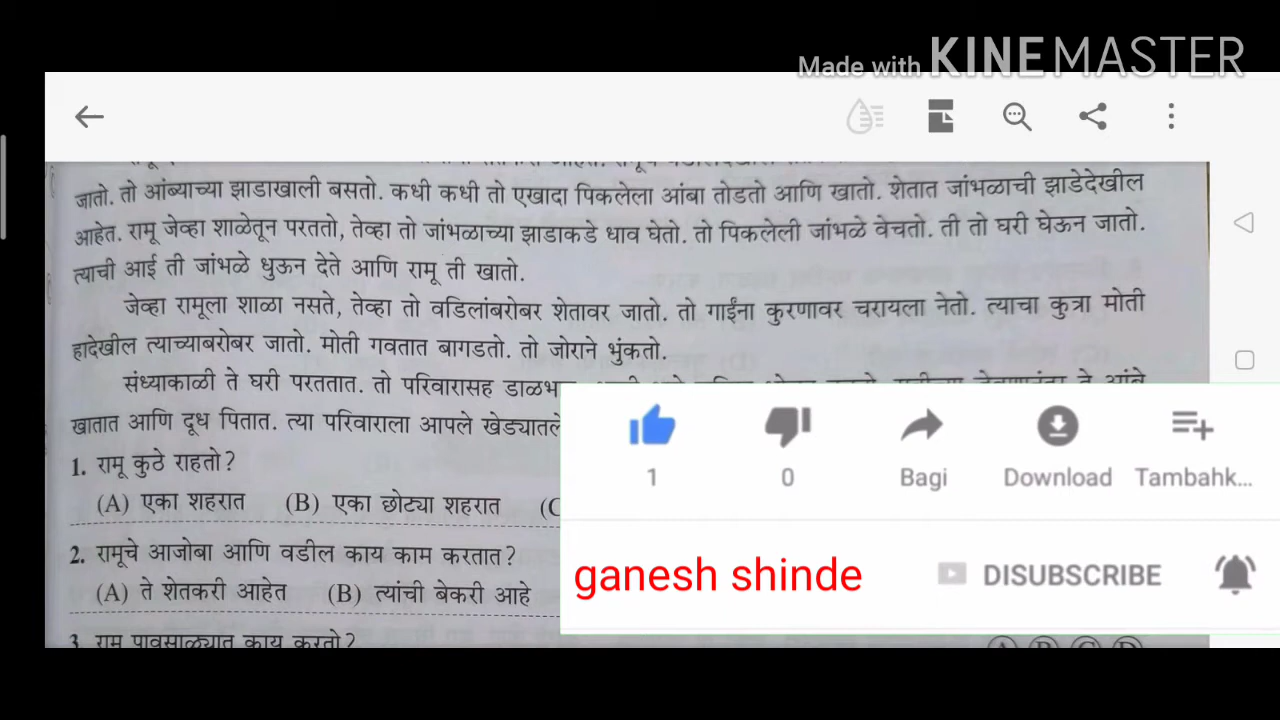 Made with KINEMASTER
जातो. तो आंब्याच्या झाडाखाली बसतो. कधी कधी तो एखादा पिकलेला आंबा तोडतो आणि खातो. शेतात जांभळाची झाडेदेखील
आहेत. रामू जेव्हा शाळेतून परततो, तेव्हा तो जांभळाच्या झाडाकडे धाव घेतो. तो पिकलेली जांभळे वेचतो. ती तो घरी घेऊन जातो.
त्याची आई ती जांभळे धुऊन देते आणि रामू ती खातो.
जेव्हा रामूला शाळा नसते, तेव्हा तो वडिलांबरोबर शेतावर जातो. तो गाईंना कुरणावर चरायला नेतो. त्याचा कुत्रा मोती
हादेखील त्याच्याबरोबर जातो. मोती गवतात बागडतो. तो जोराने भुंकतो.
संध्याकाळी ते घरी परततात. तो परिवारासह
खातात आणि दूध पितात. त्या परिवाराला आपले
1. रामू कुठे राहतो?
(A) एका शहरात (B) एका छोट्या शहरात (C
2. रामूचे आजोबा आणि वडील काय काम करतात?
(A) ते शेतकरी आहेत (B) त्यांची बेकरी आहे
3. रामू पावसाळ्यात काय करतो?
1 0 Bagi Download Tambahk...
ganesh shinde DISUBSCRIBE